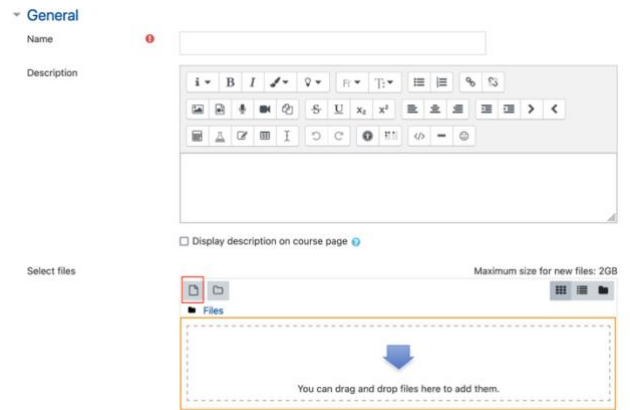 General
Name
Description
Display description on course page
Select files
Maximum size for new files: 2GB
Files
You can drag and drop files here to add them.